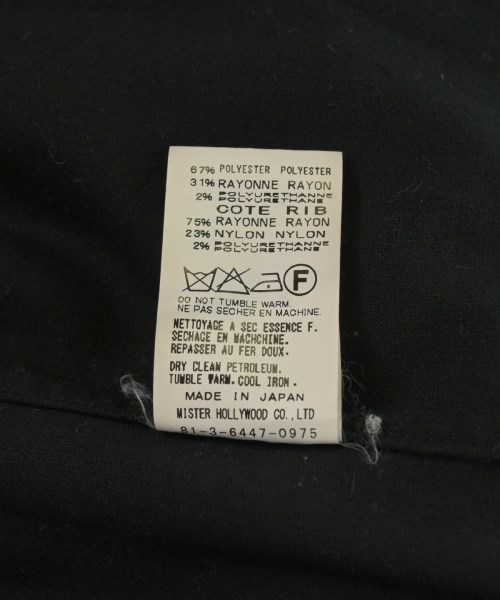 67% POLYESTER POLYESTER
31% RAYONNE RAYON
2% POLYURETHANNE
POLYURETHANE
COTE RIB
75% RAYONNE RAYON
23% NYLON NYLON
2% POLYURETHANNE
POLYURETHANE
F
DO NOT TUMBLE WARM.
NE PAS SECHER EN MACHINE.
NETTOYAGE A SEC ESSENCE F.
SECHAGE EN MACHCHINE.
REPASSER AU FER DOUX.
DRY CLEAN PETROLEUM.
TUMBLE WARM. COOL IRON.
MADE IN JAPAN
MISTER HOLLYWOOD CO., LTD
81-3-6447-0975